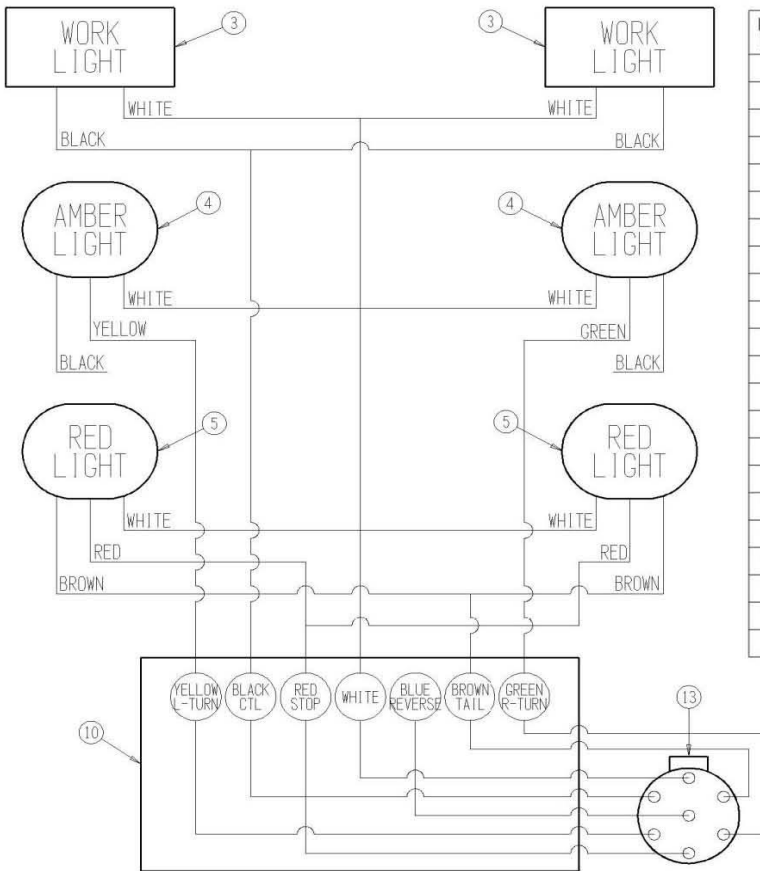 WORK
LIGHT
3
3
WORK
LIGHT
WHITE
WHITE
BLACK
BLACK
AMBER
LIGHT
4
4
AMBER
LIGHT
WHITE
WHITE
YELLOW
GREEN
BLACK
BLACK
RED
LIGHT
5
5
RED
LIGHT
WHITE
WHITE
RED
RED
BROWN
BROWN
YELLOW
L-TURN
BLACK
CTL
RED
STOP
WHITE
BLUE
REVERSE
BROWN
TAIL
GREEN
R-TURN
10
13